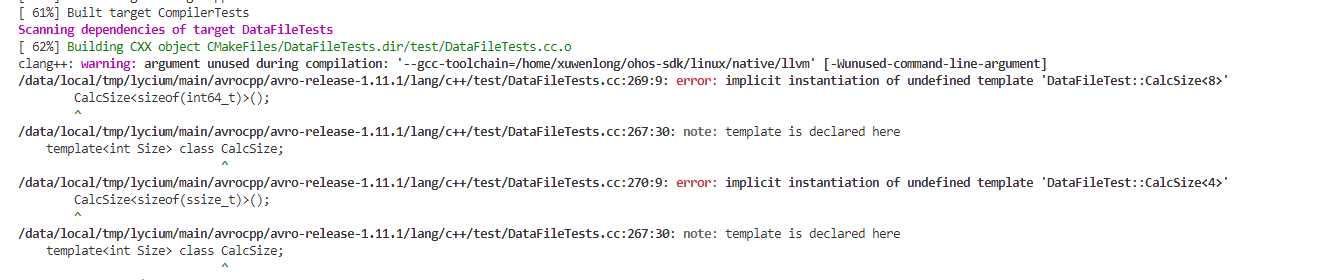 [ 61%] Built target CompilerTests
Scanning dependencies of target DataFileTests
[ 62%] Building CXX object CMakeFiles/DataFileTests.dir/test/DataFileTests.cc.o
clang++: warning: argument unused during compilation: '--gcc-toolchain=/home/xuwenlong/ohos-sdk/linux/native/llvm' [-Wunused-command-line-argument]
/data/local/tmp/lycium/main/avrocpp/avro-release-1.11.1/lang/c++/test/DataFileTests.cc:269:9: error: implicit instantiation of undefined template 'DataFileTest::CalcSize<8>'
        CalcSize<sizeof(int64_t)>();
        ^
/data/local/tmp/lycium/main/avrocpp/avro-release-1.11.1/lang/c++/test/DataFileTests.cc:267:30: note: template is declared here
    template<int Size> class CalcSize;
                             ^
/data/local/tmp/lycium/main/avrocpp/avro-release-1.11.1/lang/c++/test/DataFileTests.cc:270:9: error: implicit instantiation of undefined template 'DataFileTest::CalcSize<4>'
        CalcSize<sizeof(ssize_t)>();
        ^
/data/local/tmp/lycium/main/avrocpp/avro-release-1.11.1/lang/c++/test/DataFileTests.cc:267:30: note: template is declared here
    template<int Size> class CalcSize;
                             ^